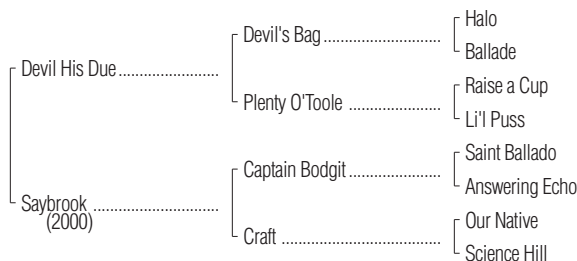 Halo
Devil's Bag
Ballade
Devil His Due
Raise a Cup
Plenty O'Toole
Li'l Puss
Saint Ballado
Captain Bodgit
Answering Echo
Saybrook
(2000)
Our Native
Craft
Science Hill